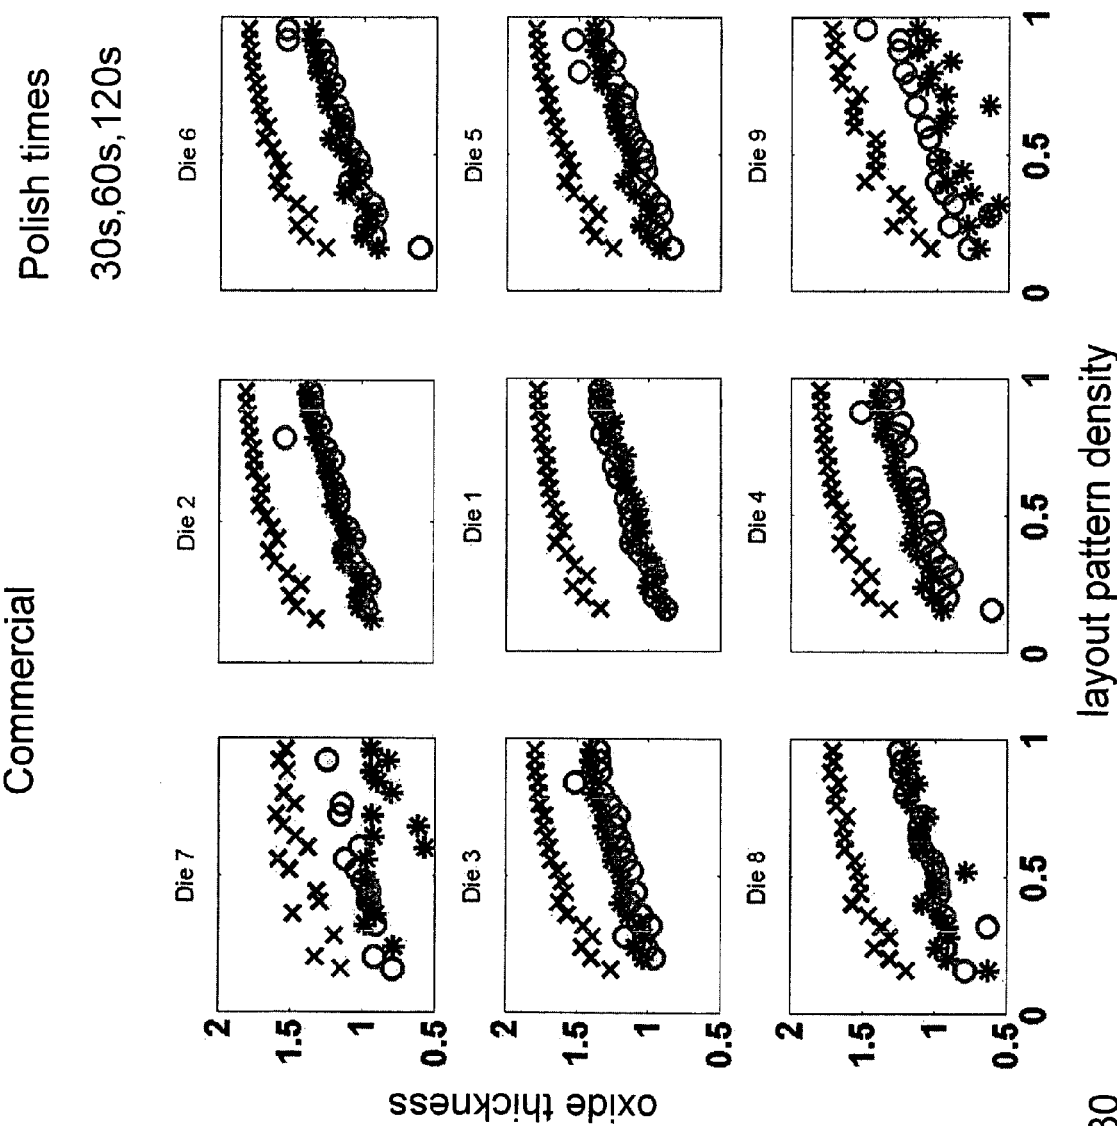 Commercial
Polish times
30s,60s,120s
Die 7
Die 2
Die 6
2
1.5
1
0.5
Die 3
Die 1
Die 5
2
1.5
1
0.5
oxide thickness
Die 8
Die 4
Die 9
2
1.5
1
0.5
0 0.5 1
0 0.5 1
0 0.5 1
layout pattern density